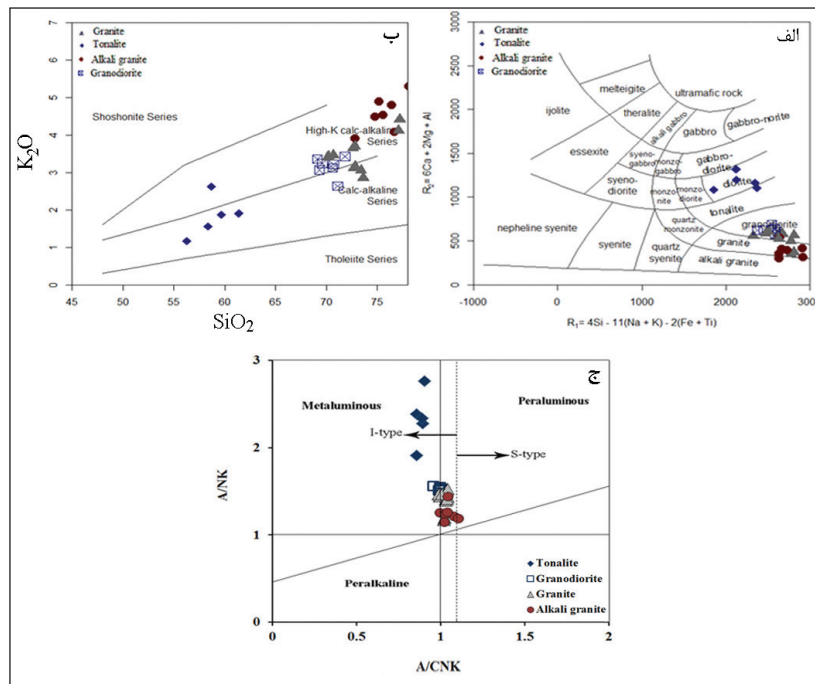 ب
Granite
Tonalite
Alkali granite
Granodiorite
Shoshonite Series
High-K calc-alkaline
Series
Calc-alkaline
Series
Tholeiite Series
K2O
7
6
5
4
3
2
1
0
45
50
55
60
65
70
75
SiO2
الف
Granite
Tonalite
Alkali granite
Granodiorite
R2= 6Ca + 2Mg + Al
3000
2500
2000
1500
1000
500
0
ultramafic rock
melteigite
ijolite
theralite
alkali gabbro
gabbro
gabbro-norite
essexite
syeno-
gabbro
monzo-
gabbro
gabbro-
diorite
syeno-
diorite
monzo-
nite
monzo-
diorite
diorite
tonalite
nepheline syenite
quartz
monzonite
granodiorite
syenite
quartz
syenite
granite
alkali granite
-1000
0
1000
2000
300
R1= 4Si - 11(Na + K) - 2(Fe + Ti)
ج
3
2
1
0
A/NK
Metaluminous
Peraluminous
I-type
S-type
Peralkaline
Tonalite
Granodiorite
Granite
Alkali granite
0
0.5
1
1.5
2
A/CNK